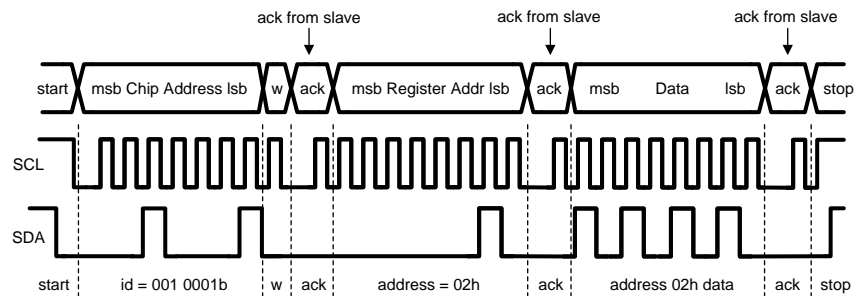 ack from slave ack from slave ack from slave
start msb Chip Address lsb w ack msb Register Addr lsb ack msb Data lsb ack stop
SCL
SDA
start id = 001 0001b w ack address = 02h ack address 02h data ack stop